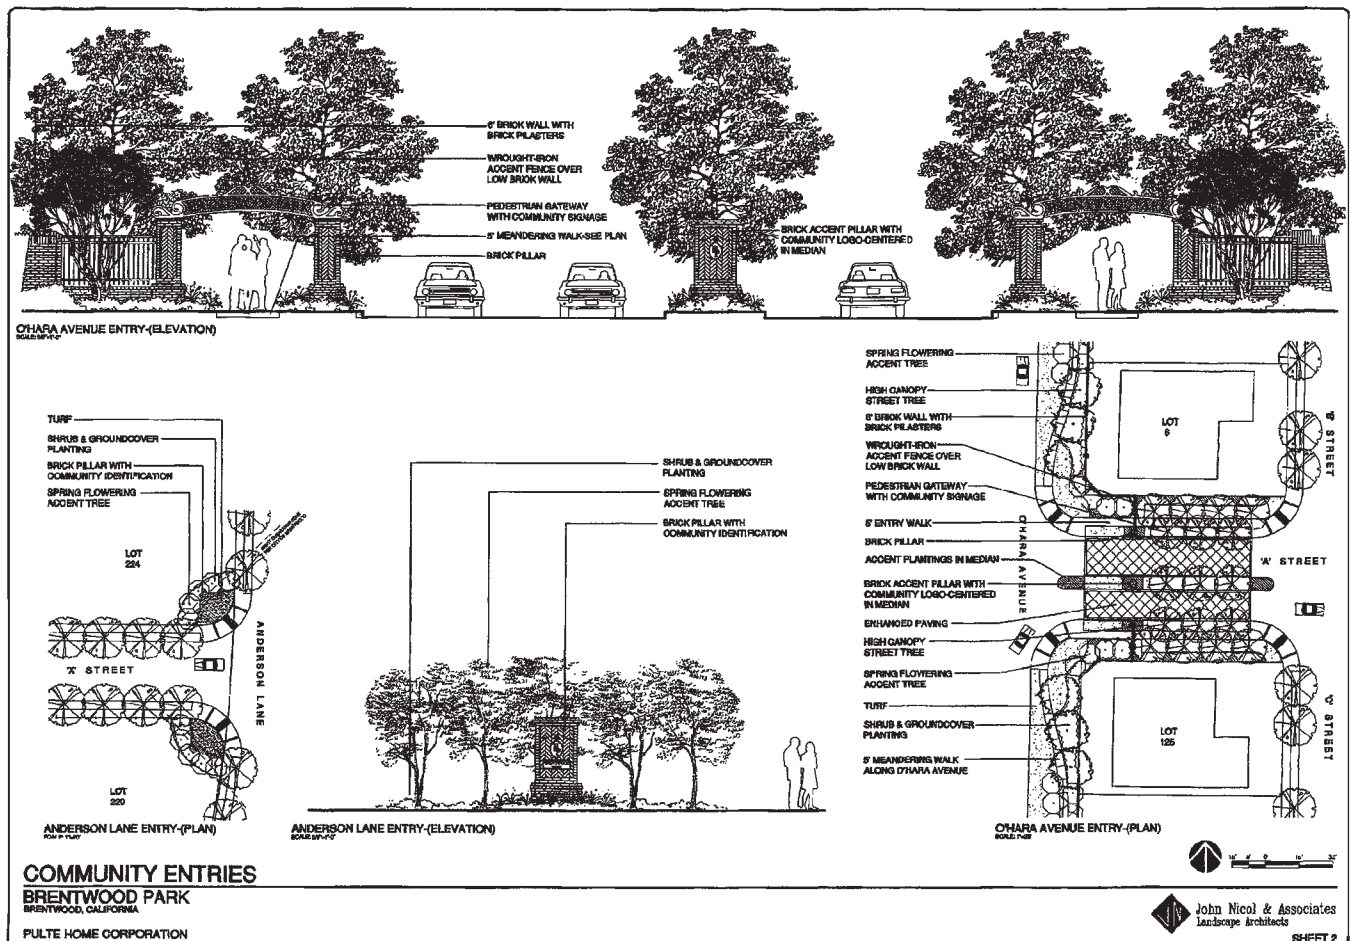 6' BRICK WALL WITH
BRICK PILASTERS
WROUGHT-IRON
ACCENT FENCE OVER
LOW BRICK WALL
PEDESTRIAN GATEWAY
WITH COMMUNITY SIGNAGE
5' MEANDERING WALK-SEE PLAN
BRICK PILLAR
BRICK ACCENT PILLAR WITH
COMMUNITY LOGO-CENTERED
IN MEDIAN
O'HARA AVENUE ENTRY-(ELEVATION)
TURF
SHRUB & GROUNDCOVER
PLANTING
BRICK PILLAR WITH
COMMUNITY IDENTIFICATION
SPRING FLOWERING
ACCENT TREE
LOT
224
'A' STREET
ANDERSON LANE
LOT
220
ANDERSON LANE ENTRY-(PLAN)
SHRUB & GROUNDCOVER
PLANTING
SPRING FLOWERING
ACCENT TREE
BRICK PILLAR WITH
COMMUNITY IDENTIFICATION
ANDERSON LANE ENTRY-(ELEVATION)
SPRING FLOWERING
ACCENT TREE
HIGH CANOPY
STREET TREE
6' BRICK WALL WITH
BRICK PILASTERS
WROUGHT-IRON
ACCENT FENCE OVER
LOW BRICK WALL
PEDESTRIAN GATEWAY
WITH COMMUNITY SIGNAGE
5' ENTRY WALK
BRICK PILLAR
ACCENT PLANTINGS IN MEDIAN
BRICK ACCENT PILLAR WITH
COMMUNITY LOGO-CENTERED
IN MEDIAN
ENHANCED PAVING
HIGH CANOPY
STREET TREE
SPRING FLOWERING
ACCENT TREE
TURF
SHRUB & GROUNDCOVER
PLANTING
5' MEANDERING WALK
ALONG O'HARA AVENUE
O'HARA AVENUE
LOT
6
STREET
'A' STREET
LOT
125
'C' STREET
O'HARA AVENUE ENTRY-(PLAN)
COMMUNITY ENTRIES
BRENTWOOD PARK
BRENTWOOD, CALIFORNIA
PULTE HOME CORPORATION
John Nicol & Associates
Landscape Architects
SHEET 2